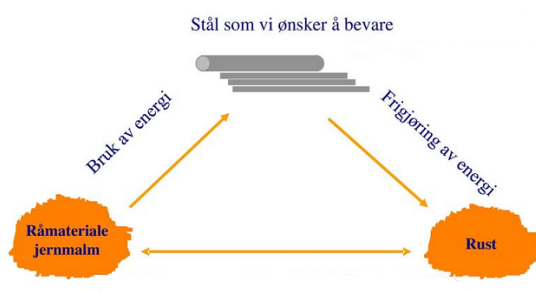 Stål som vi ønsker å bevare
Bruk av energi
Frigjøring av energi
Råmateriale
jernmalm
Rust